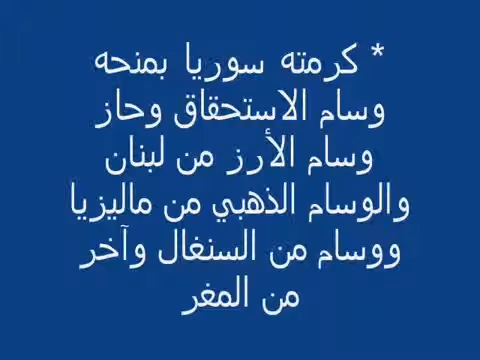 * كرمته سوريا بمنحه
وسام الاستحقاق وحاز
وسام الأرز من لبنان
والوسام الذهبي من ماليزيا
ووسام من السنغال وآخر
من المغر